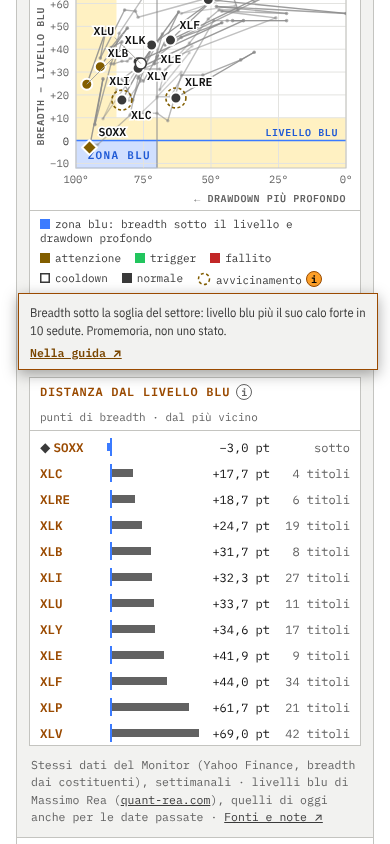 +60
+50
+40
+30
+20
+10
0
−10
BREADTH − LIVELLO BLU
XLU
XLF
XLK
XLB
XLE
XLY
XLI
XLRE
XLC
SOXX
LIVELLO BLU
ZONA BLU
100° 75° 50° 25° 0°
← DRAWDOWN PIÙ PROFONDO
zona blu: breadth sotto il livello e
drawdown profondo
attenzione trigger fallito
cooldown normale avvicinamento i
Breadth sotto la soglia del settore: livello blu più il suo calo forte in
10 sedute. Promemoria, non uno stato.
Nella guida ↗
DISTANZA DAL LIVELLO BLU i
punti di breadth · dal più vicino
SOXX −3,0 pt sotto
XLC +17,7 pt 4 titoli
XLRE +18,7 pt 6 titoli
XLK +24,7 pt 19 titoli
XLB +31,7 pt 8 titoli
XLI +32,3 pt 27 titoli
XLU +33,7 pt 11 titoli
XLY +34,6 pt 17 titoli
XLE +41,9 pt 9 titoli
XLF +44,0 pt 34 titoli
XLP +61,7 pt 21 titoli
XLV +69,0 pt 42 titoli
Stessi dati del Monitor (Yahoo Finance, breadth
dai costituenti), settimanali · livelli blu di
Massimo Rea (quant-rea.com), quelli di oggi
anche per le date passate · Fonti e note ↗